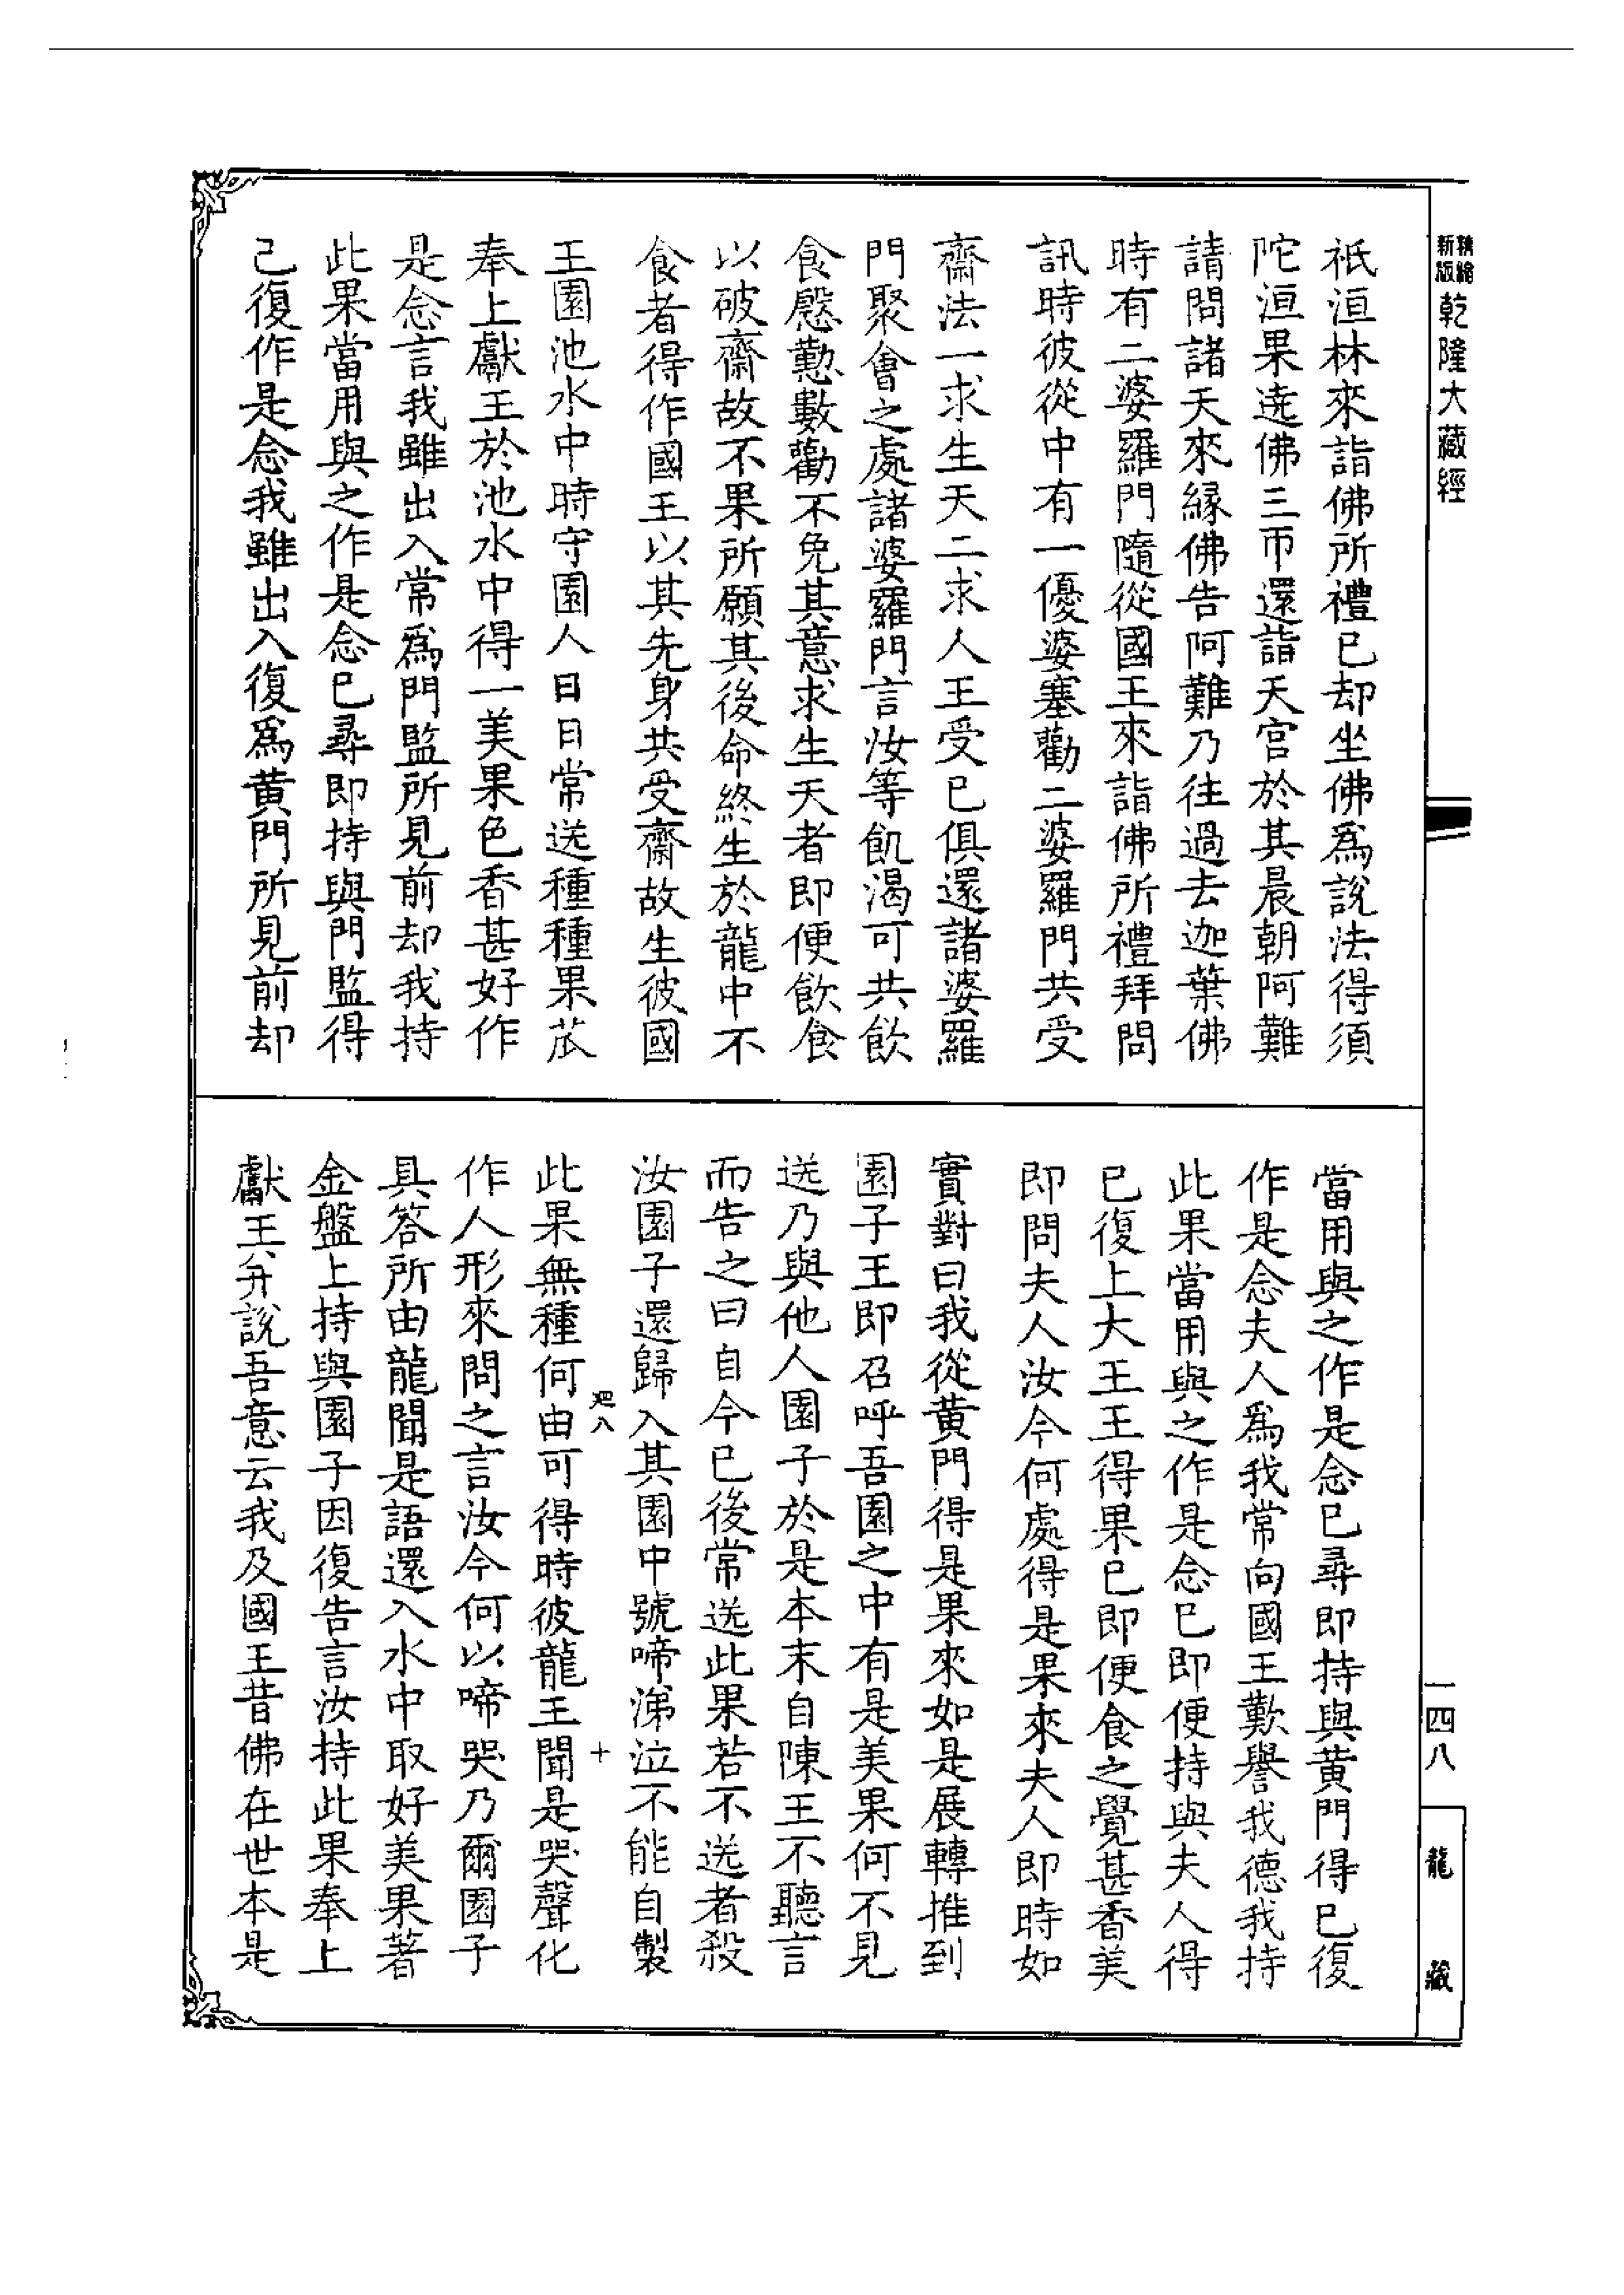 精繪
新版
乾隆大藏經
祇洹林來詣佛所禮已却坐佛爲說法得須
陀洹果遶佛三帀還詣天宮於其晨朝阿難
請問諸天來緣佛告阿難乃往過去迦葉佛
時有二婆羅門隨從國王來詣佛所禮拜問
訊時彼從中有一優婆塞勸二婆羅門共受
齋法一求生天二求人王受已俱還諸婆羅
門聚會之處諸婆羅門言汝等飢渴可共飲
食慇懃數勸不免其意求生天者即便飲食
以破齋故不果所願其後命終生於龍中不
食者得作國王以其先身共受齋故生彼國
王園池水中時守園人日日常送種種果蓏
奉上獻王於池水中得一美果色香甚好作
是念言我雖出入常爲門監所見前却我持
此果當用與之作是念已尋即持與門監得
已復作是念我雖出入復爲黃門所見前却
當用與之作是念已尋即持與黃門得已復
作是念夫人爲我常向國王歎譽我德我持
此果當用與之作是念已即便持與夫人得
已復上大王王得果已即便食之覺甚香美
即問夫人汝今何處得是果來夫人即時如
實對曰我從黃門得是果來如是展轉推到
園子王即召呼吾園之中有是美果何不見
送乃與他人園子於是本末自陳王不聽言
而告之曰自今已後常送此果若不送者殺
汝園子還歸入其園中號啼涕泣不能自製
此果無種何由可得時彼龍王聞是哭聲化
作人形來問之言汝今何以啼哭乃爾園子
具答所由龍聞是語還入水中取好美果著
金盤上持與園子因復告言汝持此果奉上
獻王幷說吾意云我及國王昔佛在世本是
十
一四八
龍藏